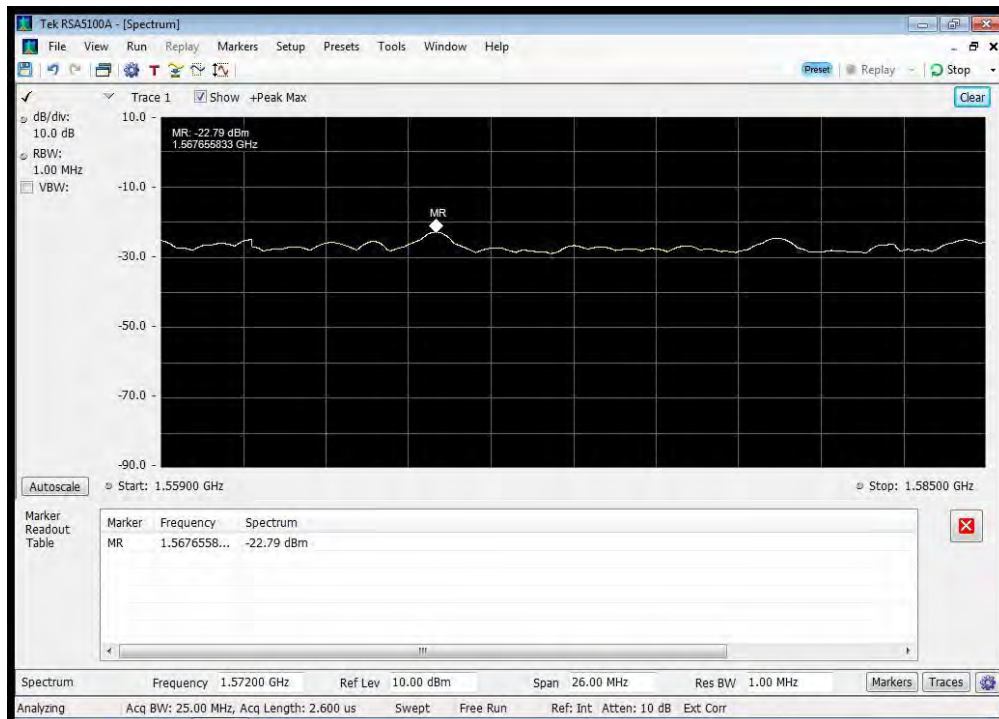 Tek RSA5100A - [Spectrum]
File View Run Replay Markers Setup Presets Tools Window Help
Preset Replay Stop
Trace 1 Show +Peak Max Clear
dB/div:
10.0 dB
RBW:
1.00 MHz
VBW:
10.0
-10.0
-30.0
-50.0
-70.0
-90.0
MR: -22.79 dBm
1.567655833 GHz
MR
Autoscale Start: 1.55900 GHz Stop: 1.58500 GHz
Marker
Readout
Table
Marker Frequency Spectrum
MR 1.5676558... -22.79 dBm
Spectrum Frequency 1.57200 GHz Ref Lev 10.00 dBm Span 26.00 MHz Res BW 1.00 MHz Markers Traces
Analyzing Acq BW: 25.00 MHz, Acq Length: 2.600 us Swept Free Run Ref: Int Atten: 10 dB Ext Corr